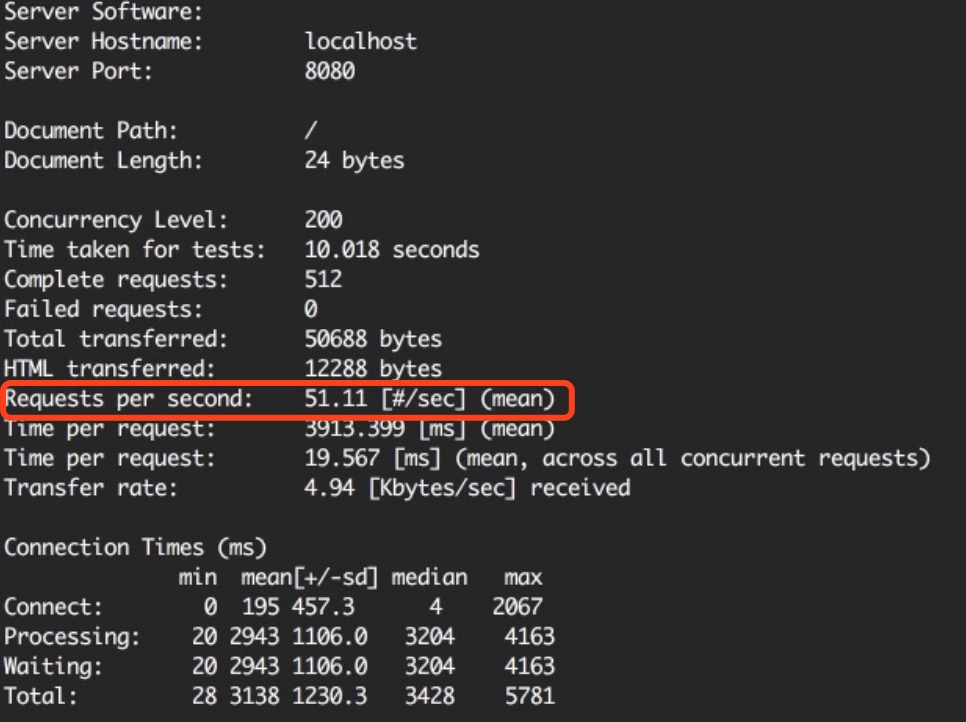 Server Software:
Server Hostname: localhost
Server Port: 8080
Document Path: /
Document Length: 24 bytes
Concurrency Level: 200
Time taken for tests: 10.018 seconds
Complete requests: 512
Failed requests: 0
Total transferred: 50688 bytes
HTML transferred: 12288 bytes
Requests per second: 51.11 [#/sec] (mean)
Time per request: 3913.399 [ms] (mean)
Time per request: 19.567 [ms] (mean, across all concurrent requests)
Transfer rate: 4.94 [Kbytes/sec] received
Connection Times (ms)
min mean[+/-sd] median max
Connect: 0 195 457.3 4 2067
Processing: 20 2943 1106.0 3204 4163
Waiting: 20 2943 1106.0 3204 4163
Total: 28 3138 1230.3 3428 5781